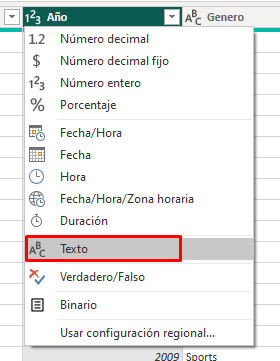 1²3 Año ABC Genero
1.2 Número decimal
$ Número decimal fijo
1²3 Número entero
% Porcentaje
Fecha/Hora
Fecha
Hora
Fecha/Hora/Zona horaria
Duración
ABC Texto
Verdadero/Falso
Binario
Usar configuración regional...
2009 Sports